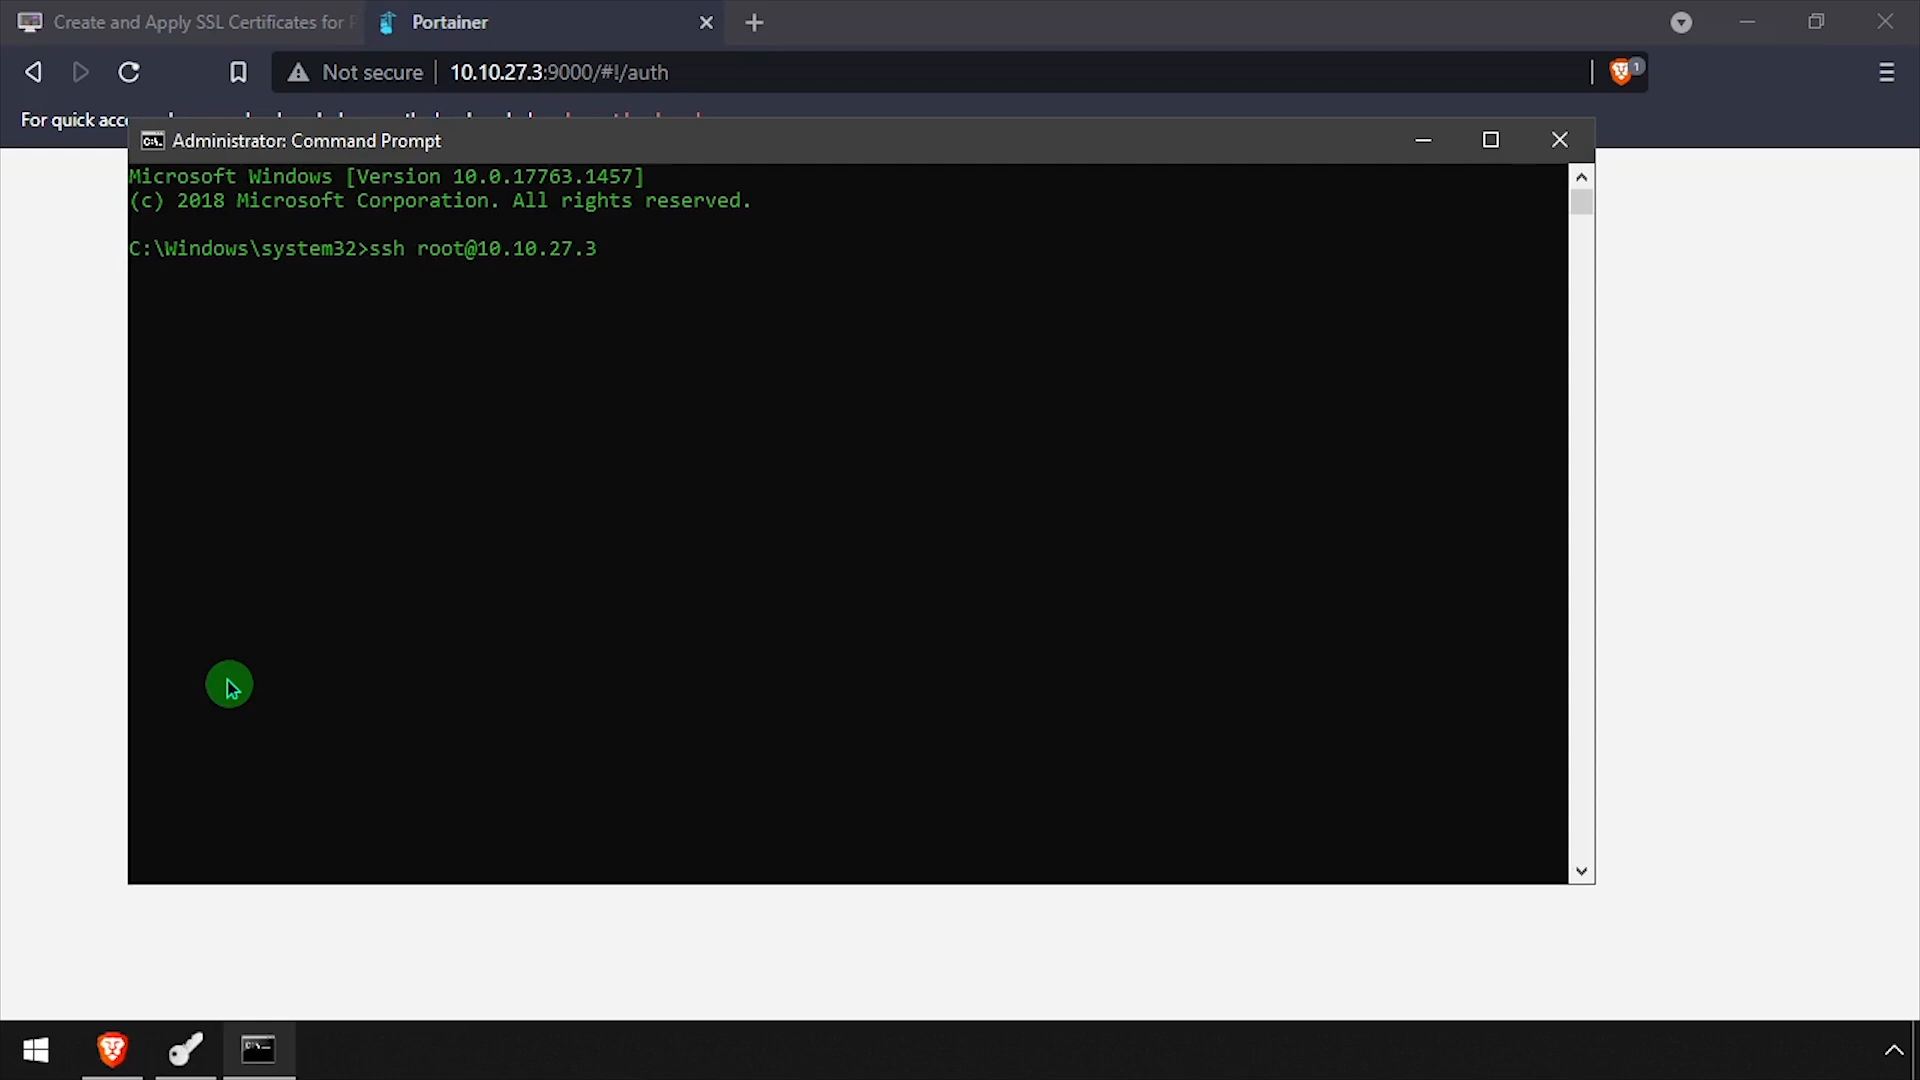 Create and Apply SSL Certificates for P
Portainer
Not secure
10.10.27.3:9000/#!/auth
1
For quick acc
Administrator: Command Prompt
Microsoft Windows [Version 10.0.17763.1457]
(c) 2018 Microsoft Corporation. All rights reserved.
C:\Windows\system32>ssh root@10.10.27.3